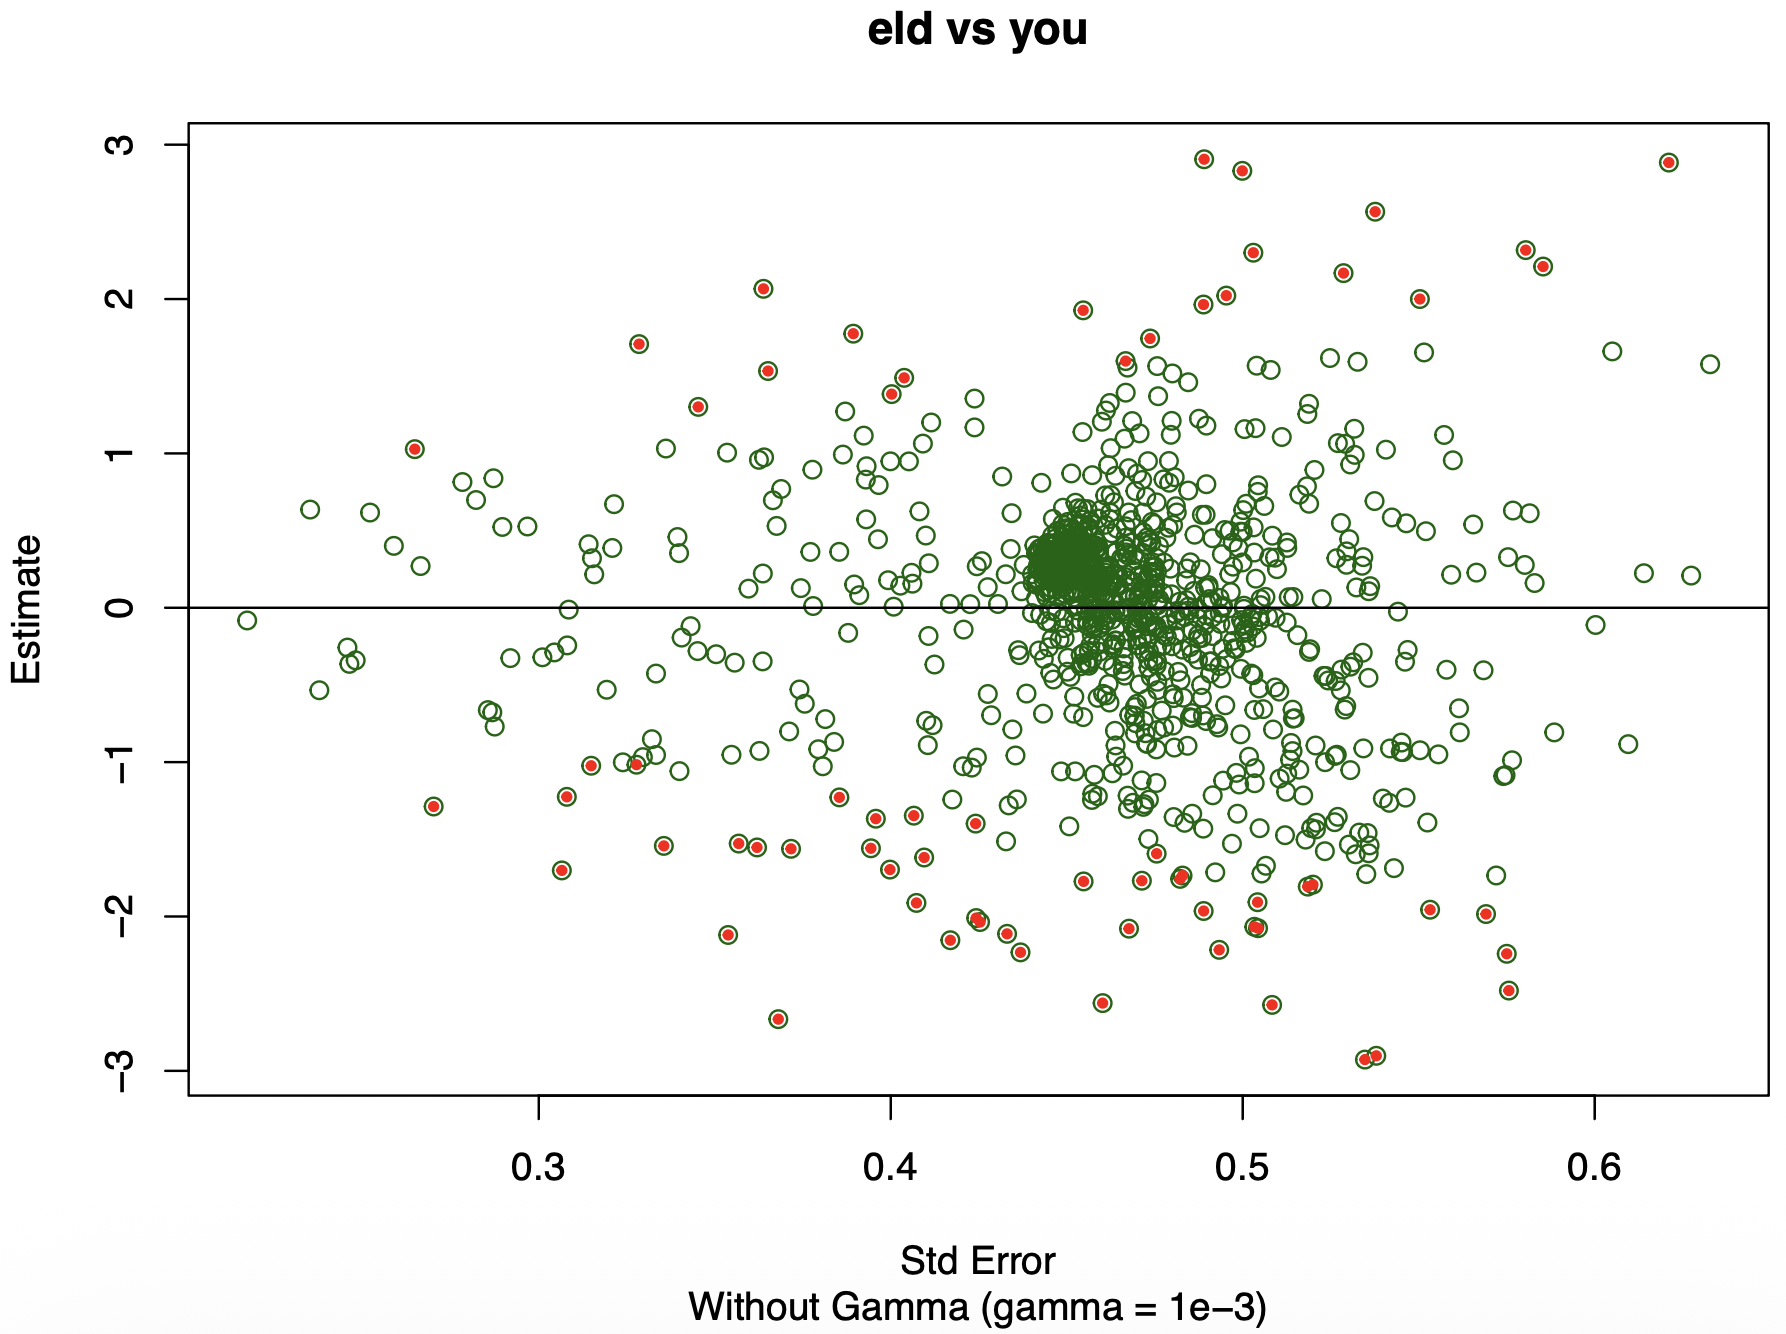 eld vs you
3
2
1
0
−1
−2
−3
Estimate
0.3 0.4 0.5 0.6
Std Error
Without Gamma (gamma = 1e−3)